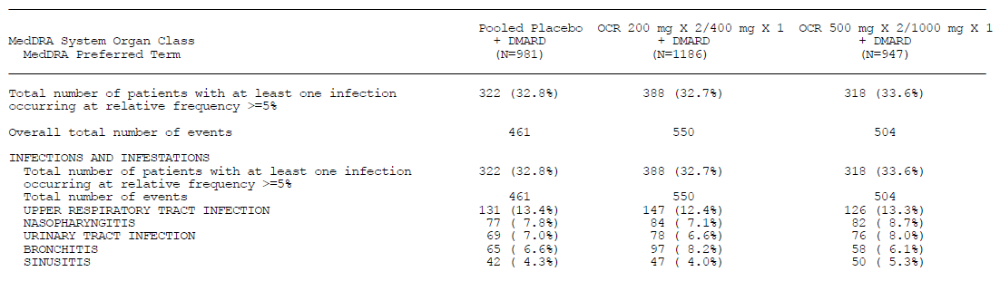 Pooled Placebo OCR 200 mg X 2/400 mg X 1 OCR 500 mg X 2/1000 mg X 1
MedDRA System Organ Class + DMARD + DMARD + DMARD
MedDRA Preferred Term (N=981) (N=1186) (N=947)
Total number of patients with at least one infection 322 (32.8%) 388 (32.7%) 318 (33.6%)
occurring at relative frequency >=5%
Overall total number of events 461 550 504
INFECTIONS AND INFESTATIONS
Total number of patients with at least one infection 322 (32.8%) 388 (32.7%) 318 (33.6%)
occurring at relative frequency >=5%
Total number of events 461 550 504
UPPER RESPIRATORY TRACT INFECTION 131 (13.4%) 147 (12.4%) 126 (13.3%)
NASOPHARYNGITIS 77 ( 7.8%) 84 ( 7.1%) 82 ( 8.7%)
URINARY TRACT INFECTION 69 ( 7.0%) 78 ( 6.6%) 76 ( 8.0%)
BRONCHITIS 65 ( 6.6%) 97 ( 8.2%) 58 ( 6.1%)
SINUSITIS 42 ( 4.3%) 47 ( 4.0%) 50 ( 5.3%)